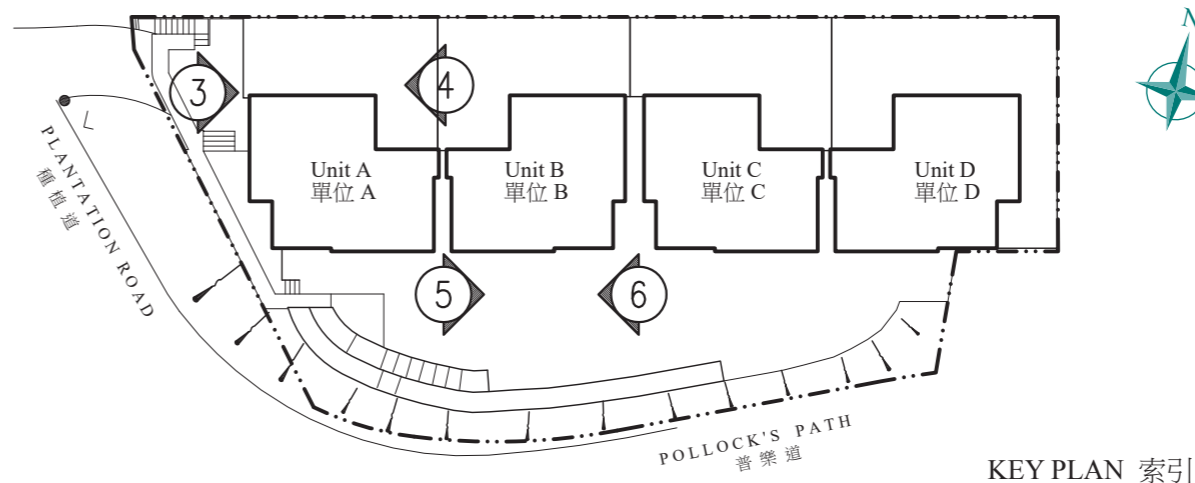 N
3
4
Unit A
單位 A
Unit B
單位 B
Unit C
單位 C
Unit D
單位 D
PLANTATION ROAD
種植道
5
6
POLLOCK'S PATH
普樂道
KEY PLAN 索引